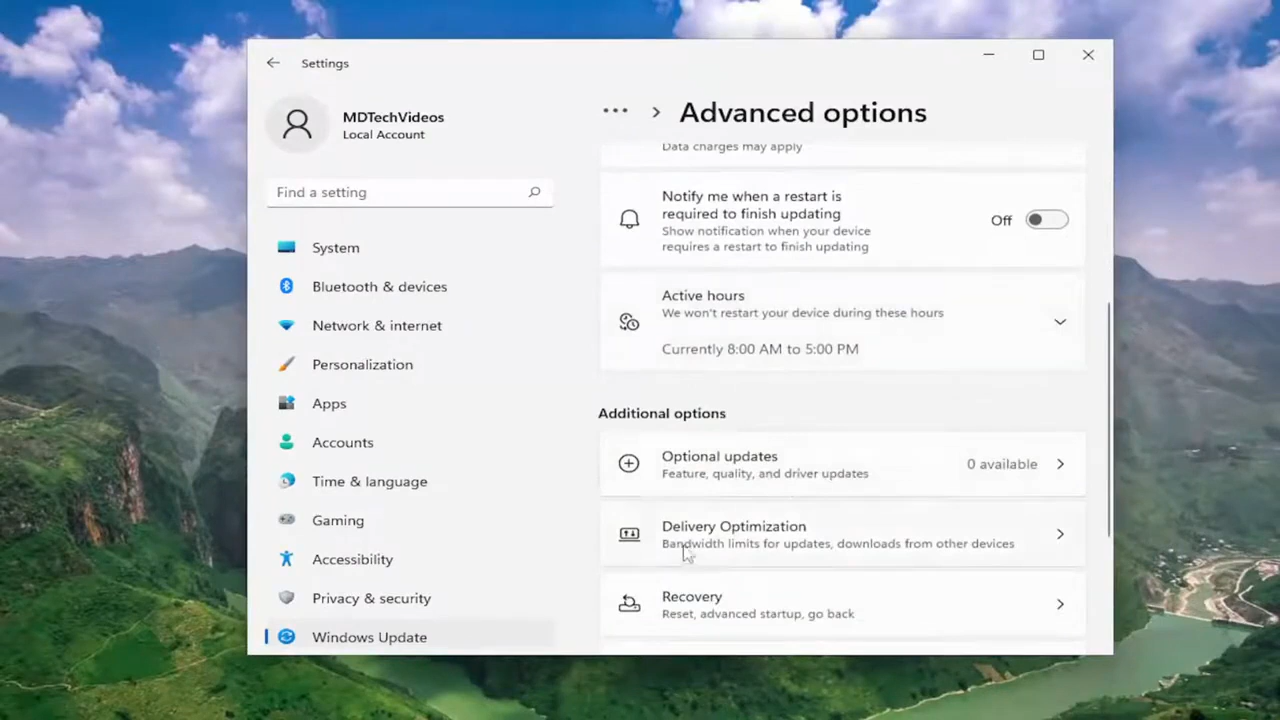 Settings
MDTechVideos
Local Account
Find a setting
System
Bluetooth & devices
Network & internet
Personalization
Apps
Accounts
Time & language
Gaming
Accessibility
Privacy & security
Windows Update
Advanced options
Data charges may apply
Notify me when a restart is
required to finish updating
Show notification when your device
requires a restart to finish updating
Off
Active hours
We won't restart your device during these hours
Currently 8:00 AM to 5:00 PM
Additional options
Optional updates
Feature, quality, and driver updates
0 available
Delivery Optimization
Bandwidth limits for updates, downloads from other devices
Recovery
Reset, advanced startup, go back